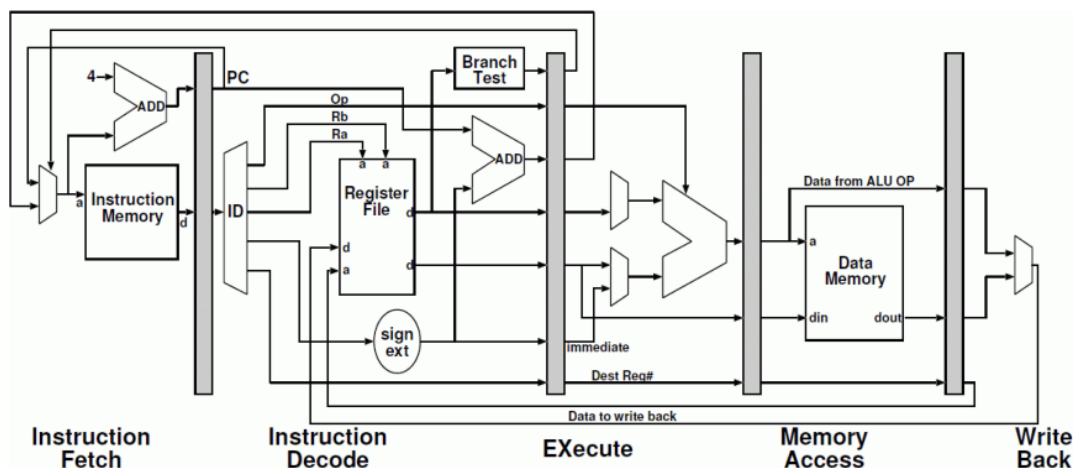 4
ADD
PC
Op
Rb
Ra
Branch
Test
a
a
ADD
a
Instruction
Memory
d
ID
Register
File
d
d
a
d
sign
ext
immediate
Dest Reg#
Data to write back
Data from ALU OP
a
Data
Memory
din
dout
Instruction
Fetch
Instruction
Decode
EXecute
Memory
Access
Write
Back